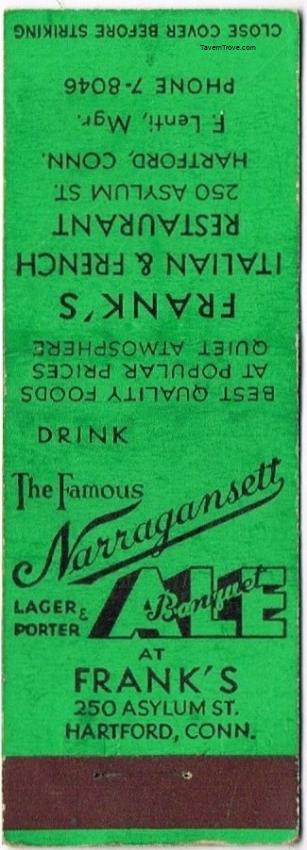 TavernTrove.com
CLOSE COVER BEFORE STRIKING
BEST QUALITY FOODS
AT POPULAR PRICES
QUIET ATMOSPHERE
FRANK'S
ITALIAN & FRENCH
RESTAURANT
250 ASYLUM ST.
HARTFORD, CONN.
F. Lenti, Mgr.
PHONE 7-8046
DRINK
The Famous
Narragansett
LAGER &
PORTER
Banquet
ALE
AT
FRANK'S
250 ASYLUM ST.
HARTFORD, CONN.